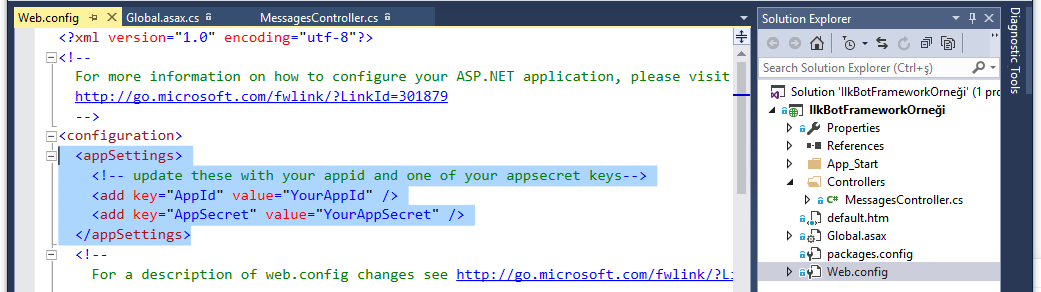 Web.config
Global.asax.cs
MessagesController.cs
<?xml version="1.0" encoding="utf-8"?>
<!--
For more information on how to configure your ASP.NET application, please visit
http://go.microsoft.com/fwlink/?LinkId=301879
-->
<configuration>
<appSettings>
<!-- update these with your appid and one of your appsecret keys-->
<add key="AppId" value="YourAppId" />
<add key="AppSecret" value="YourAppSecret" />
</appSettings>
<!--
For a description of web.config changes see http://go.microsoft.com/fwlink/?Li
Solution Explorer
Search Solution Explorer (Ctrl+ş)
Solution 'IlkBotFrameworkOrneği' (1 pro
IlkBotFrameworkOrneği
Properties
References
App_Start
Controllers
C# MessagesController.cs
default.htm
Global.asax
packages.config
Web.config
Diagnostic Tools